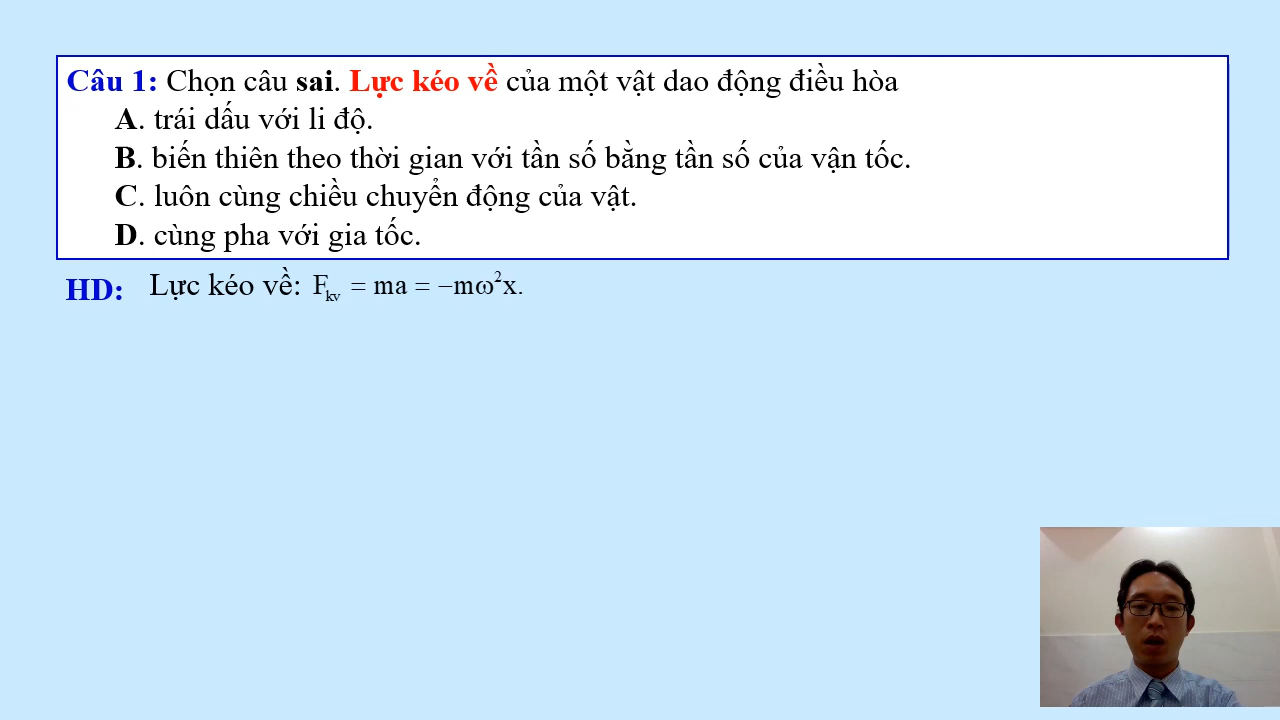 Câu 1: Chọn câu sai. Lực kéo về của một vật dao động điều hòa
A. trái dấu với li độ.
B. biến thiên theo thời gian với tần số bằng tần số của vận tốc.
C. luôn cùng chiều chuyển động của vật.
D. cùng pha với gia tốc.
HD: Lực kéo về: F_kv = ma = −mω²x.